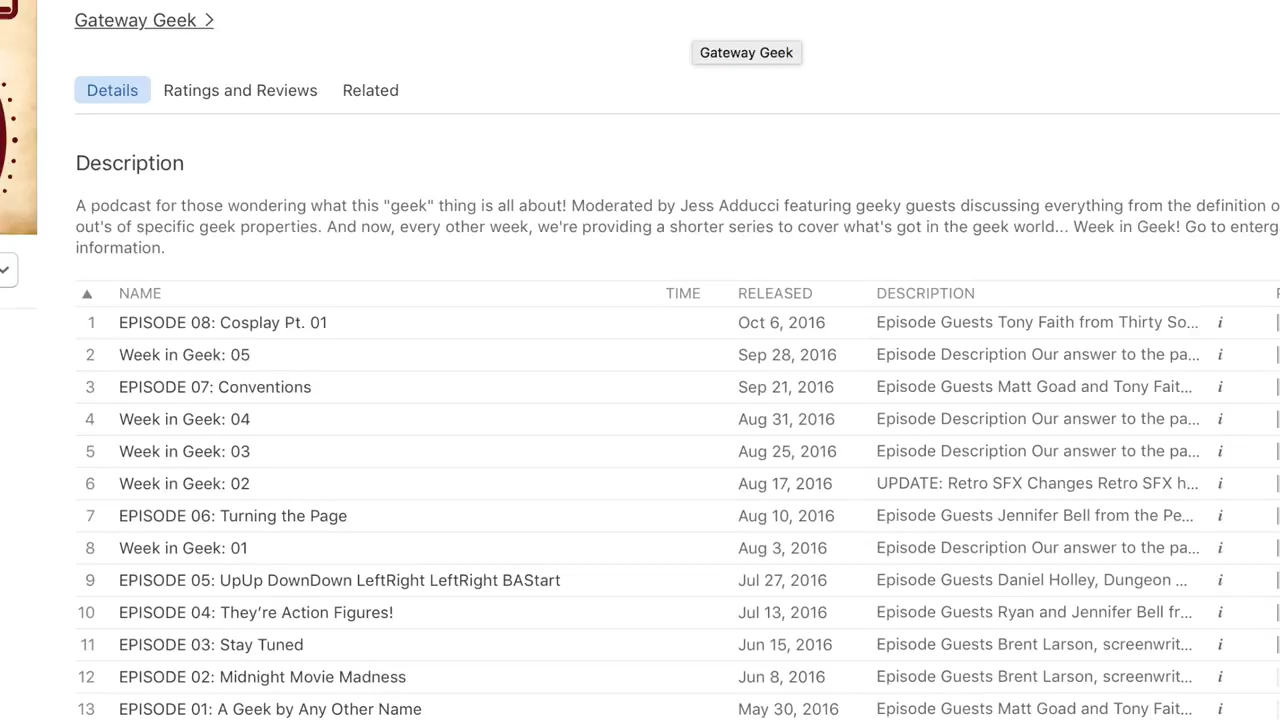 Gateway Geek >
Gateway Geek
Details Ratings and Reviews Related
Description
A podcast for those wondering what this "geek" thing is all about! Moderated by Jess Adducci featuring geeky guests discussing everything from the definition o
out's of specific geek properties. And now, every other week, we're providing a shorter series to cover what's got in the geek world... Week in Geek! Go to enterg
information.
▲ NAME TIME RELEASED DESCRIPTION
1 EPISODE 08: Cosplay Pt. 01 Oct 6, 2016 Episode Guests Tony Faith from Thirty So... i
2 Week in Geek: 05 Sep 28, 2016 Episode Description Our answer to the pa... i
3 EPISODE 07: Conventions Sep 21, 2016 Episode Guests Matt Goad and Tony Fait... i
4 Week in Geek: 04 Aug 31, 2016 Episode Description Our answer to the pa... i
5 Week in Geek: 03 Aug 25, 2016 Episode Description Our answer to the pa... i
6 Week in Geek: 02 Aug 17, 2016 UPDATE: Retro SFX Changes Retro SFX h... i
7 EPISODE 06: Turning the Page Aug 10, 2016 Episode Guests Jennifer Bell from the Pe... i
8 Week in Geek: 01 Aug 3, 2016 Episode Description Our answer to the pa... i
9 EPISODE 05: UpUp DownDown LeftRight LeftRight BAStart Jul 27, 2016 Episode Guests Daniel Holley, Dungeon ... i
10 EPISODE 04: They're Action Figures! Jul 13, 2016 Episode Guests Ryan and Jennifer Bell fr... i
11 EPISODE 03: Stay Tuned Jun 15, 2016 Episode Guests Brent Larson, screenwrit... i
12 EPISODE 02: Midnight Movie Madness Jun 8, 2016 Episode Guests Brent Larson, screenwrit... i
13 EPISODE 01: A Geek by Any Other Name May 30, 2016 Episode Guests Matt Goad and Tony Fait... i